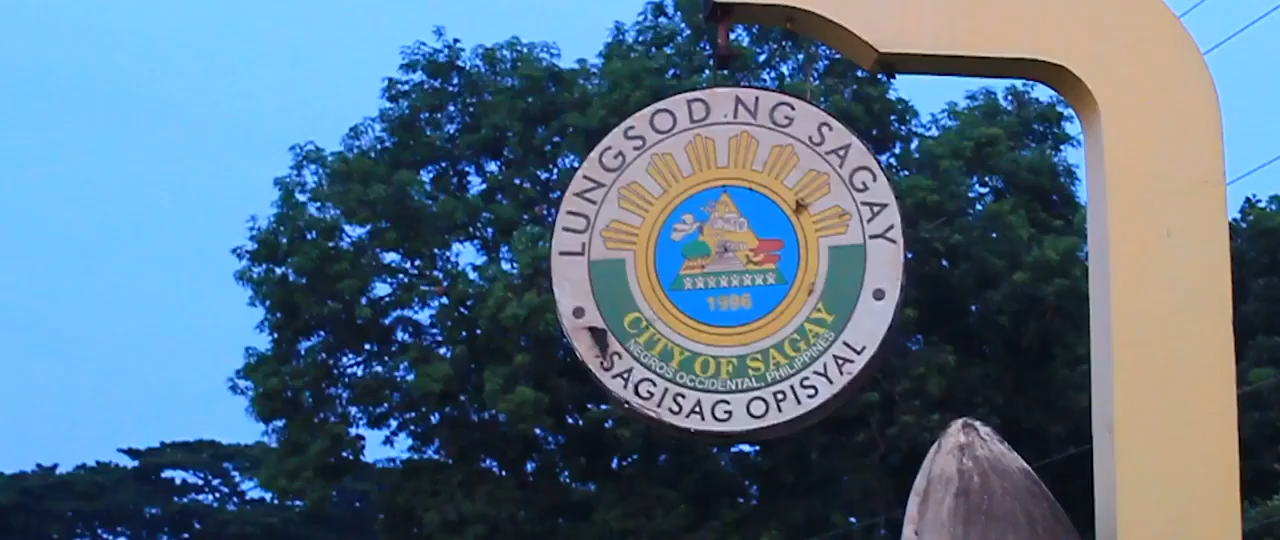 LUNGSOD NG SAGAY
1996
CITY OF SAGAY
NEGROS OCCIDENTAL, PHILIPPINES
SAGISAG OPISYAL